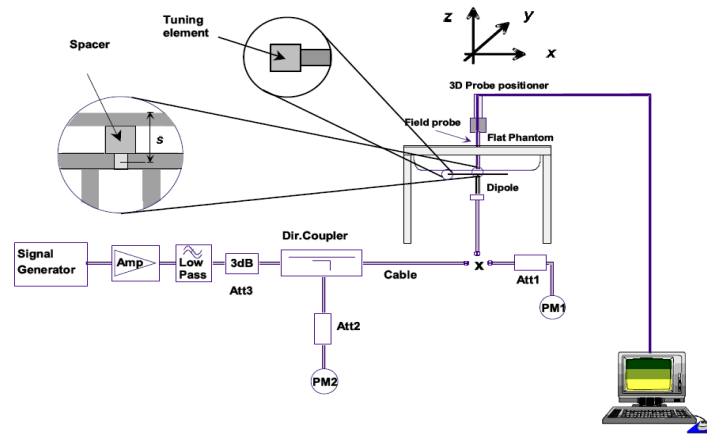 Tuning
element
z
y
x
Spacer
s
3D Probe positioner
Field probe
Flat Phantom
Dipole
Dir.Coupler
Signal
Generator
Amp
Low
Pass
3dB
Att3
Cable
x
Att1
PM1
Att2
PM2